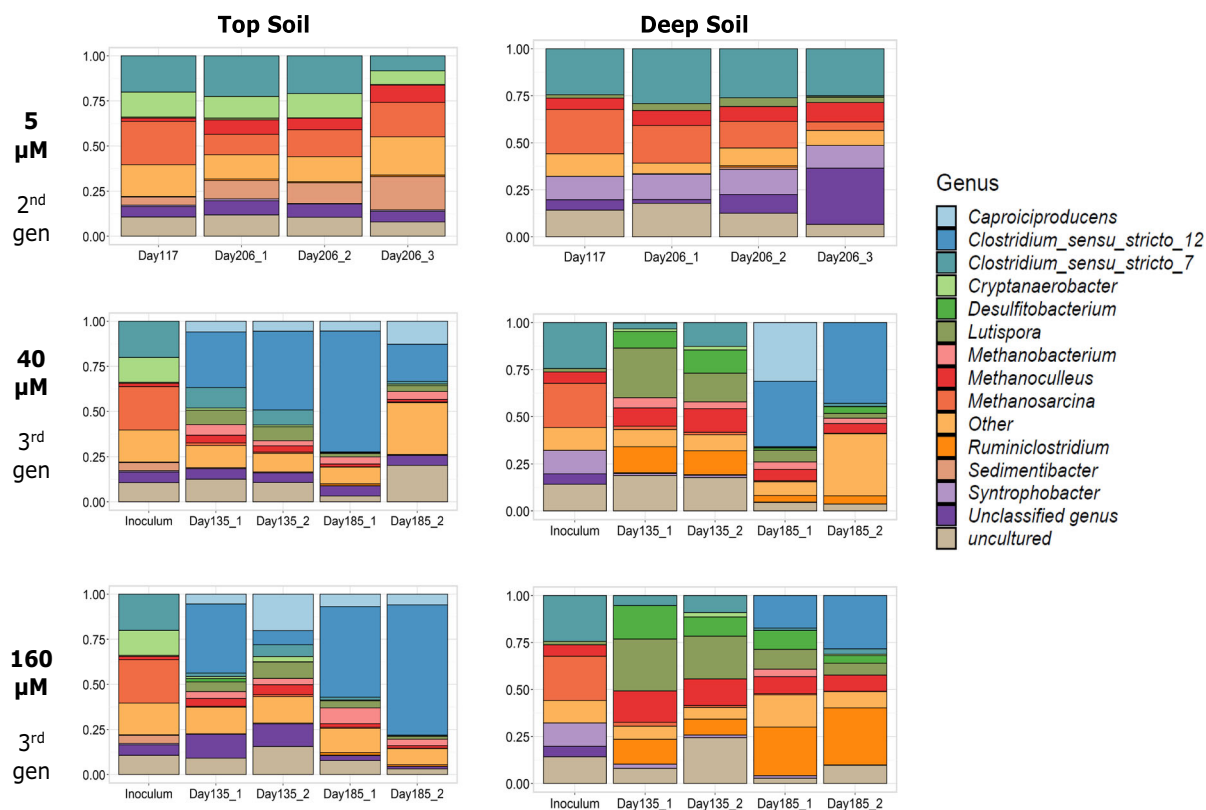 Top Soil
Deep Soil
5
µM
2nd
gen
1.00
0.75
0.50
0.25
0.00
Day117
Day206_1
Day206_2
Day206_3
1.00
0.75
0.50
0.25
0.00
Day117
Day206_1
Day206_2
Day206_3
40
µM
3rd
gen
1.00
0.75
0.50
0.25
0.00
Inoculum
Day135_1
Day135_2
Day185_1
Day185_2
1.00
0.75
0.50
0.25
0.00
Inoculum
Day135_1
Day135_2
Day185_1
Day185_2
160
µM
3rd
gen
1.00
0.75
0.50
0.25
0.00
Inoculum
Day135_1
Day135_2
Day185_1
Day185_2
1.00
0.75
0.50
0.25
0.00
Inoculum
Day135_1
Day135_2
Day185_1
Day185_2
Genus
Caproiciproducens
Clostridium_sensu_stricto_12
Clostridium_sensu_stricto_7
Cryptanaerobacter
Desulfitobacterium
Lutispora
Methanobacterium
Methanoculleus
Methanosarcina
Other
Ruminiclostridium
Sedimentibacter
Syntrophobacter
Unclassified genus
uncultured